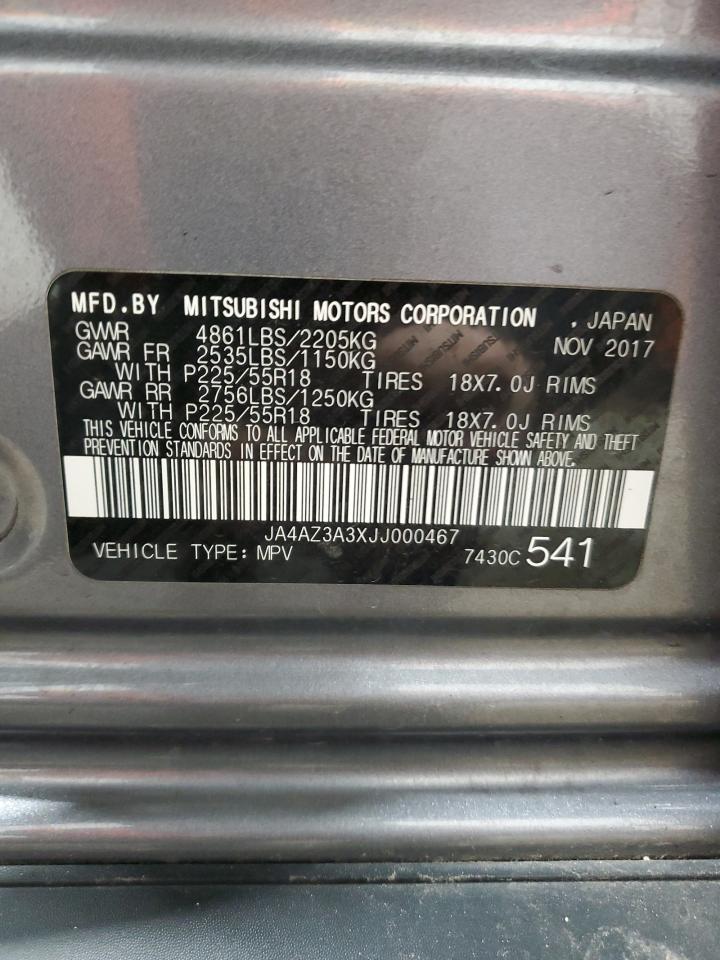 MFD.BY MITSUBISHI MOTORS CORPORATION , JAPAN
GVWR 4861LBS/2205KG NOV 2017
GAWR FR 2535LBS/1150KG
WITH P225/55R18 TIRES 18X7.0J RIMS
GAWR RR 2756LBS/1250KG
WITH P225/55R18 TIRES 18X7.0J RIMS
THIS VEHICLE CONFORMS TO ALL APPLICABLE FEDERAL MOTOR VEHICLE SAFETY AND THEFT
PREVENTION STANDARDS IN EFFECT ON THE DATE OF MANUFACTURE SHOWN ABOVE.
JA4AZ3A3XJJ000467
VEHICLE TYPE: MPV 7430C 541